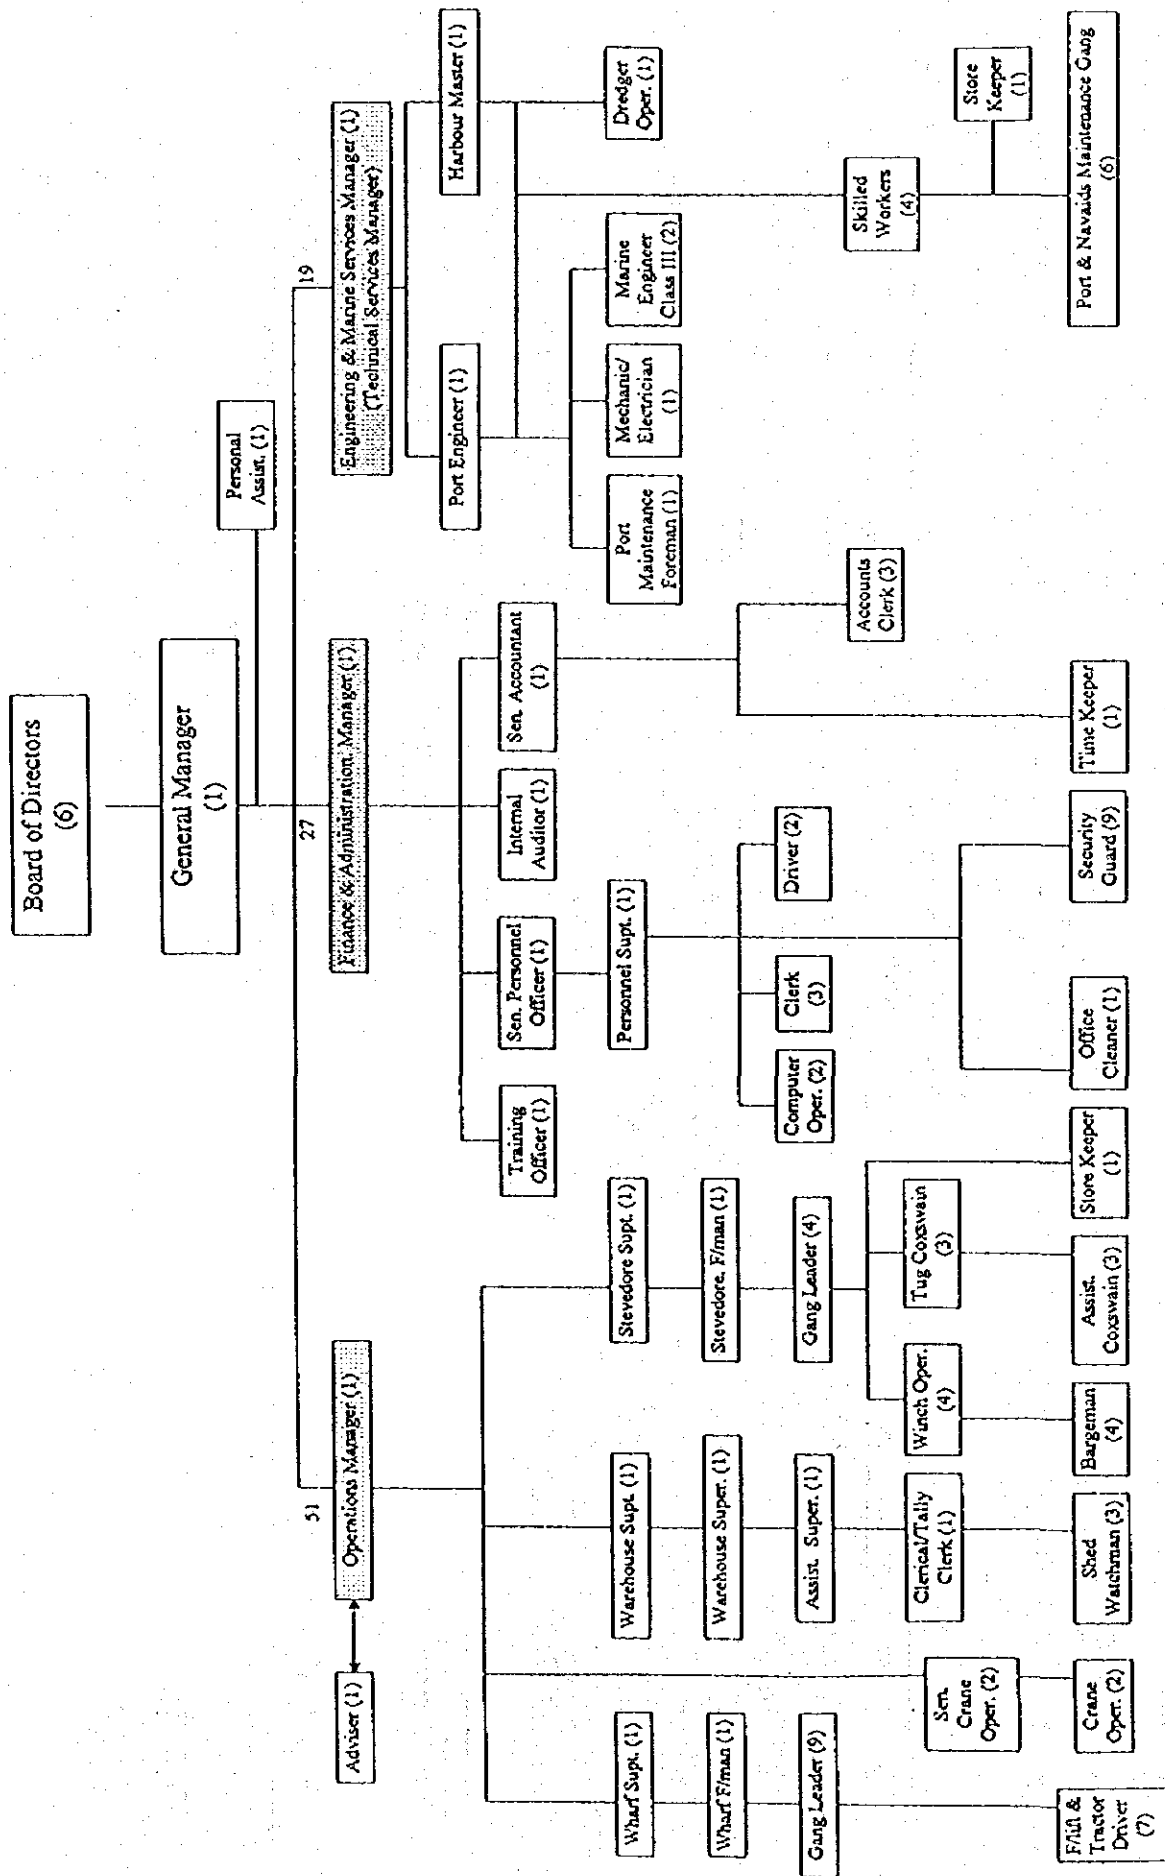 Board of Directors
(6)
General Manager
(1)
Personal
Assist. (1)
51
27
19
Adviser (1)
Operations Manager (1)
Finance & Administration. Manager (1)
Engineering & Marine Services Manager (1)
(Technical Services Manager)
Port Engineer (1)
Harbour Master (1)
Training
Officer (1)
Sen. Personnel
Officer (1)
Internal
Auditor (1)
Sen. Accountant
(1)
Wharf Supt. (1)
Warehouse Supt. (1)
Stevedore Supt. (1)
Personnel Supt. (1)
Port
Maintenance
Foreman (1)
Mechanic/
Electrician
(1)
Marine
Engineer
Class III (2)
Dredger
Oper. (1)
Wharf F/man (1)
Warehouse Super. (1)
Stevedore. F/man (1)
Gang Leader (9)
Assist. Super. (1)
Gang Leader (4)
Computer
Oper. (2)
Clerk
(3)
Driver (2)
Accounts
Clerk (3)
Skilled
Workers
(4)
Sen.
Crane
Oper. (2)
Clerical/Tally
Clerk (1)
Winch Oper.
(4)
Tug Coxswain
(3)
Store
Keeper
(1)
F/lift &
Tractor
Driver
(7)
Crane
Oper. (2)
Shed
Watchman (3)
Bargeman
(4)
Assist.
Coxswain (3)
Store Keeper
(1)
Office
Cleaner (1)
Security
Guard (9)
Time Keeper
(1)
Port & Navaids Maintenance Gang
(6)